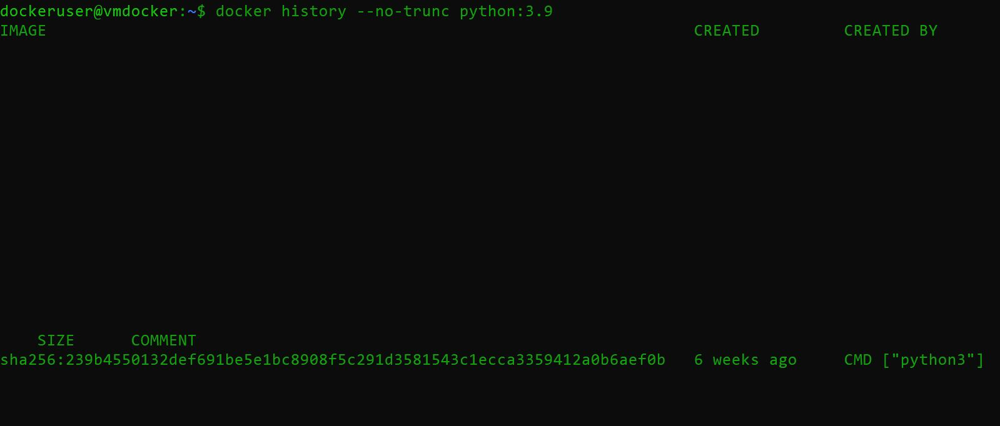 dockeruser@vmdocker:~$ docker history --no-trunc python:3.9
IMAGE CREATED CREATED BY
SIZE COMMENT
sha256:239b4550132def691be5e1bc8908f5c291d3581543c1ecca3359412a0b6aef0b 6 weeks ago CMD ["python3"]